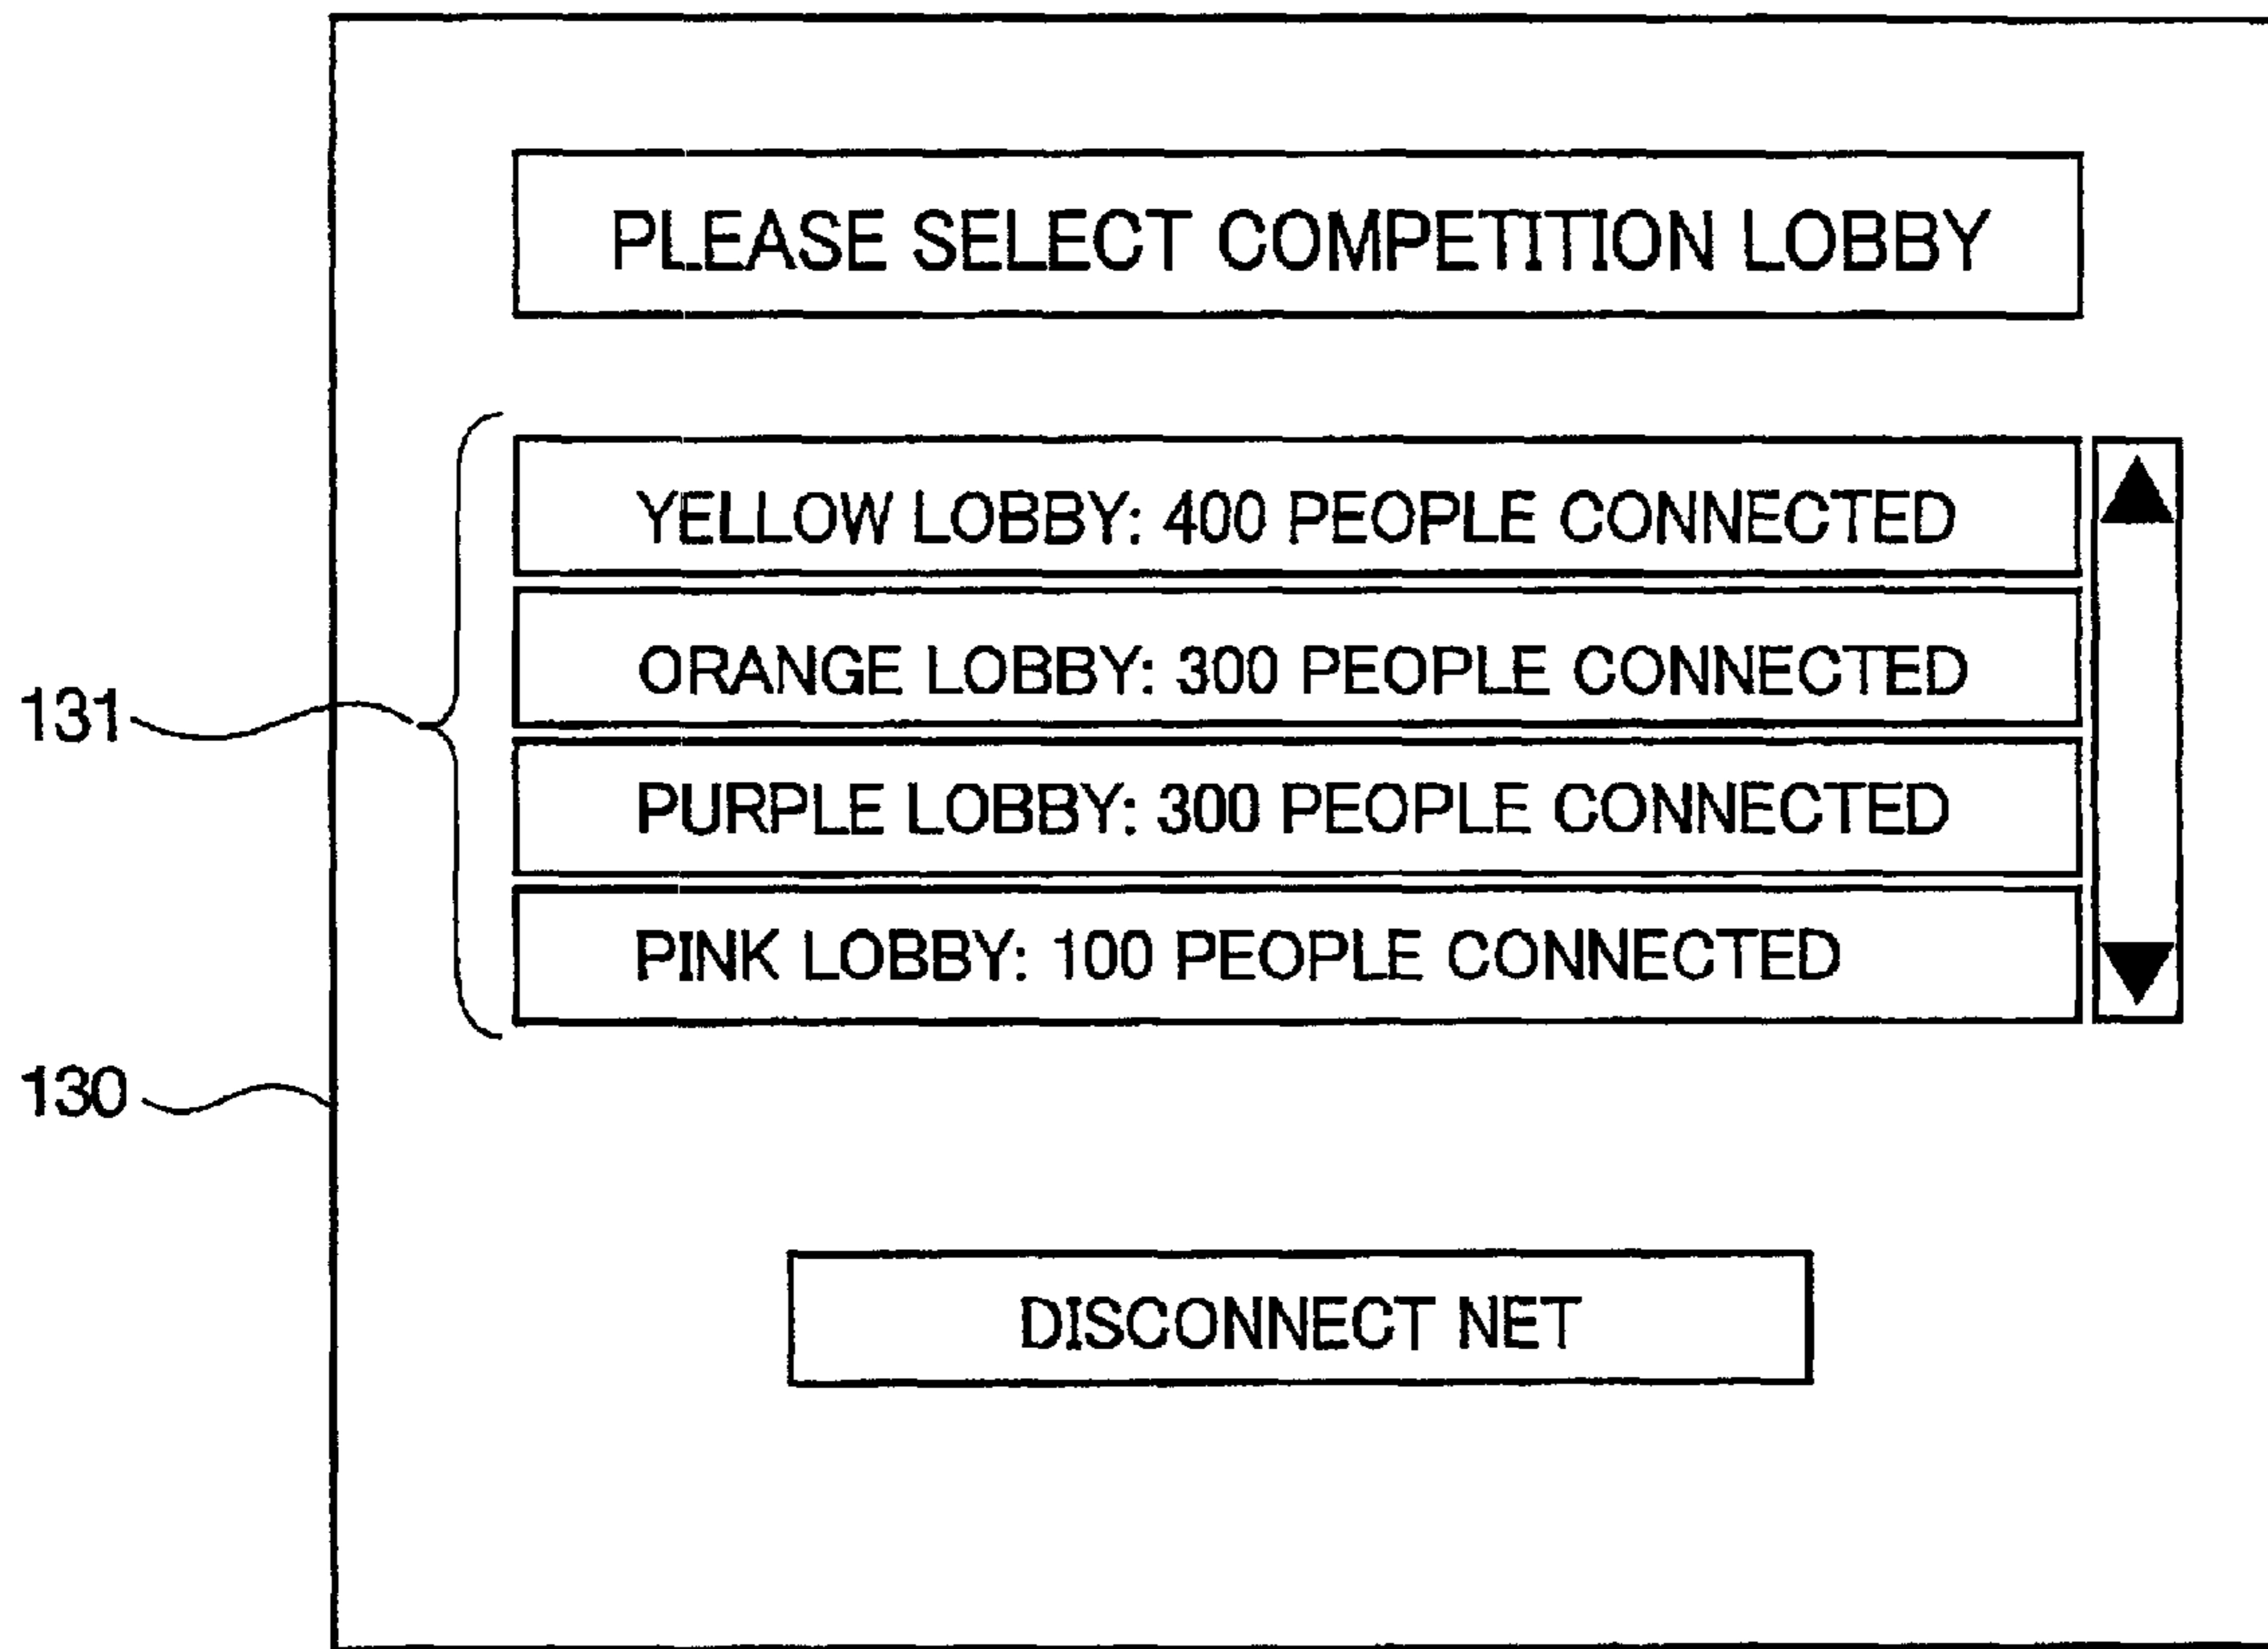 PLEASE SELECT COMPETITION LOBBY
YELLOW LOBBY: 400 PEOPLE CONNECTED
ORANGE LOBBY: 300 PEOPLE CONNECTED
131
PURPLE LOBBY: 300 PEOPLE CONNECTED
PINK LOBBY: 100 PEOPLE CONNECTED
130
DISCONNECT NET